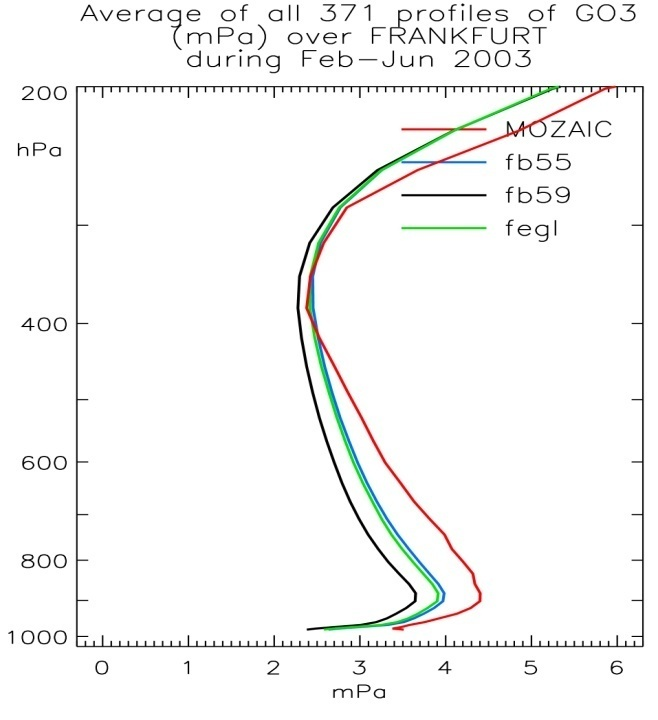 Average of all 371 profiles of GO3
(mPa) over FRANKFURT
during Feb-Jun 2003
200
hPa
MOZAIC
fb55
fb59
fegl
400
600
800
1000
0 1 2 3 4 5 6
mPa